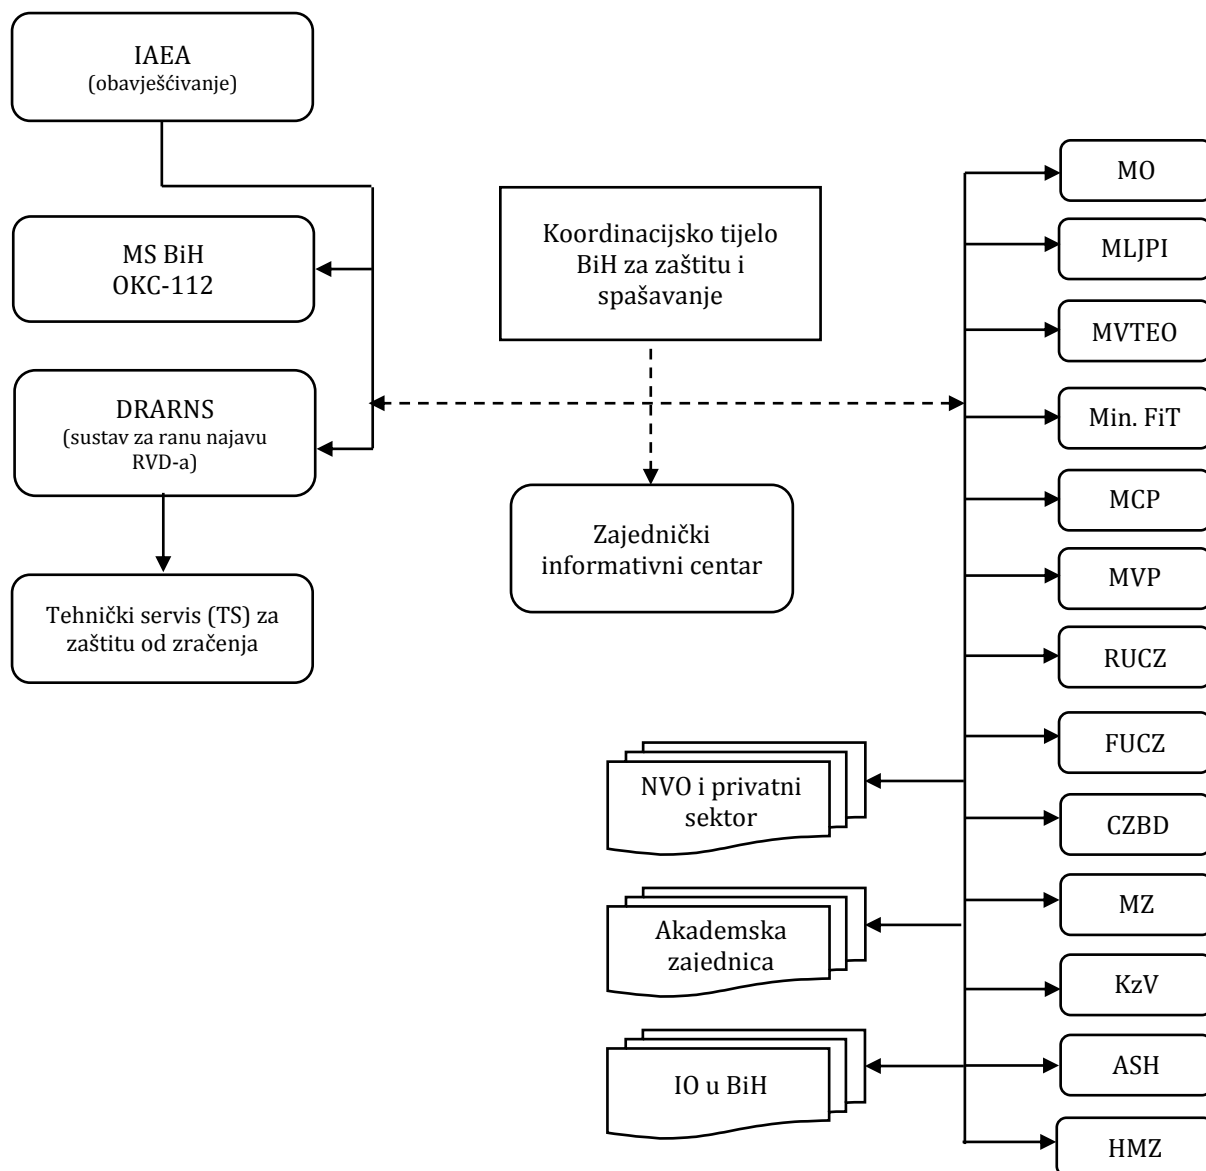 IAEA
(obavješćivanje)
MS BiH
OKC-112
DRARNS
(sustav za ranu najavu
RVD-a)
Tehnički servis (TS) za
zaštitu od zračenja
Koordinacijsko tijelo
BiH za zaštitu i
spašavanje
Zajednički
informativni centar
NVO i privatni
sektor
Akademska
zajednica
IO u BiH
MO
MLJPI
MVTEO
Min. FiT
MCP
MVP
RUCZ
FUCZ
CZBD
MZ
KzV
ASH
HMZ